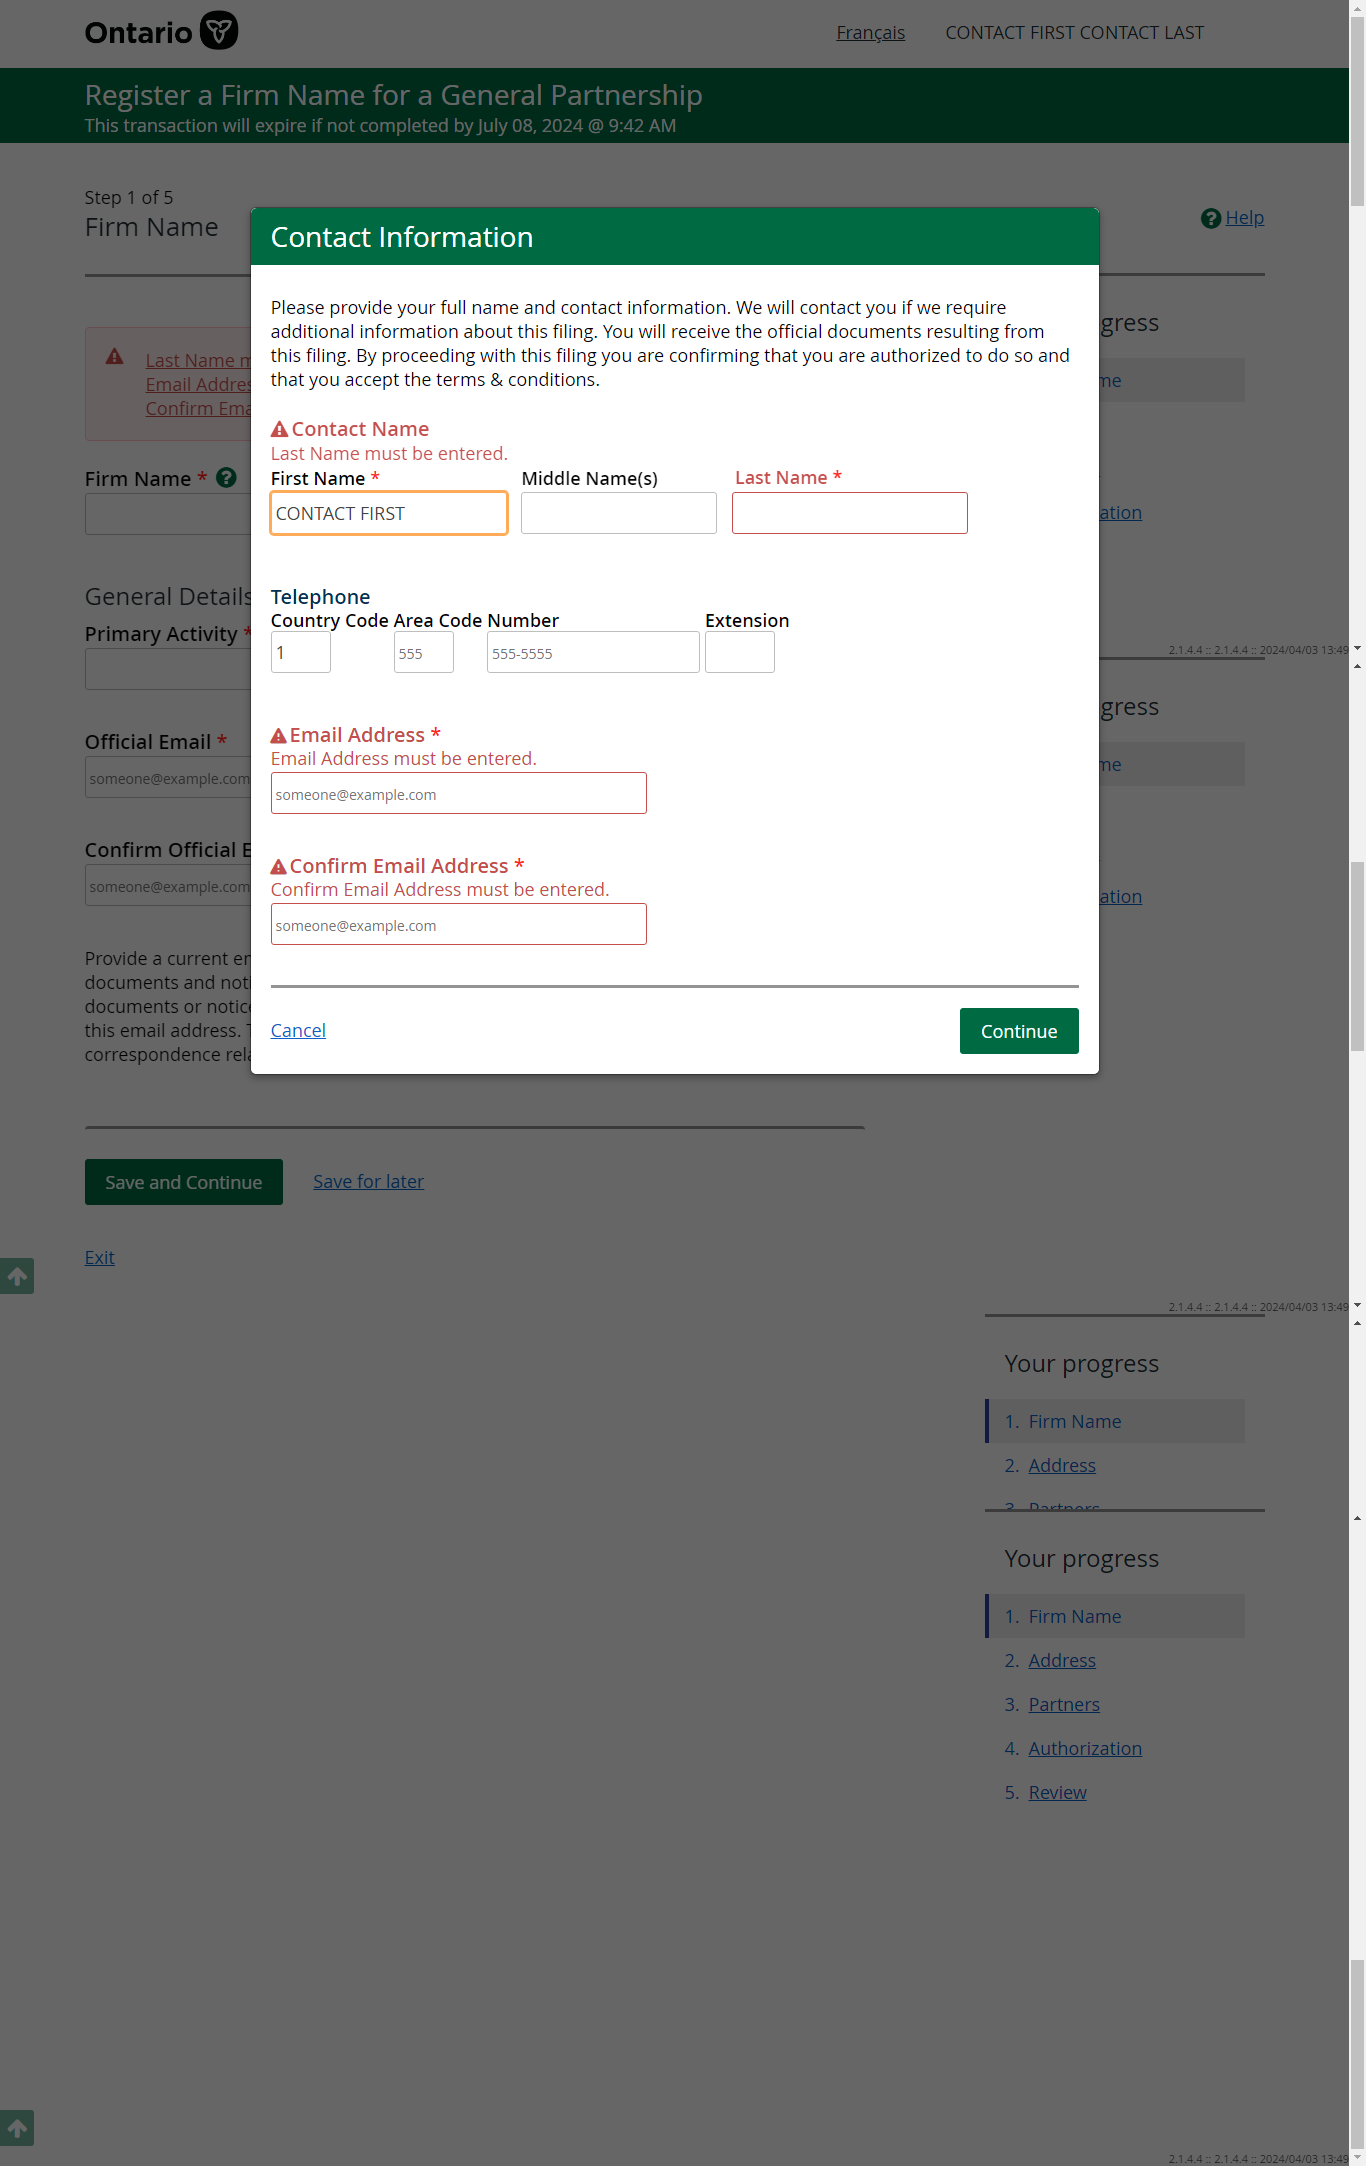 Ontario
Français
CONTACT FIRST CONTACT LAST
Register a Firm Name for a General Partnership
This transaction will expire if not completed by July 08, 2024 @ 9:42 AM
Step 1 of 5
Firm Name
Help
Contact Information
Please provide your full name and contact information. We will contact you if we require
additional information about this filing. You will receive the official documents resulting from
this filing. By proceeding with this filing you are confirming that you are authorized to do so and
that you accept the terms & conditions.
Contact Name
Last Name must be entered.
First Name *
Middle Name(s)
Last Name *
CONTACT FIRST
Telephone
Country Code
Area Code
Number
Extension
1
555
555-5555
Email Address *
Email Address must be entered.
someone@example.com
Confirm Email Address *
Confirm Email Address must be entered.
someone@example.com
Cancel
Continue
Last Name m
Email Addres
Confirm Ema
Firm Name *
General Details
Primary Activity *
Official Email *
someone@example.com
Confirm Official E
someone@example.com
Provide a current em
documents and noti
documents or notice
this email address. T
correspondence rela
Save and Continue
Save for later
Exit
gress
me
ation
2.1.4.4 :: 2.1.4.4 :: 2024/04/03 13:49
gress
me
ation
2.1.4.4 :: 2.1.4.4 :: 2024/04/03 13:49
Your progress
1. Firm Name
2. Address
3. Partners
Your progress
1. Firm Name
2. Address
3. Partners
4. Authorization
5. Review
2.1.4.4 :: 2.1.4.4 :: 2024/04/03 13:49